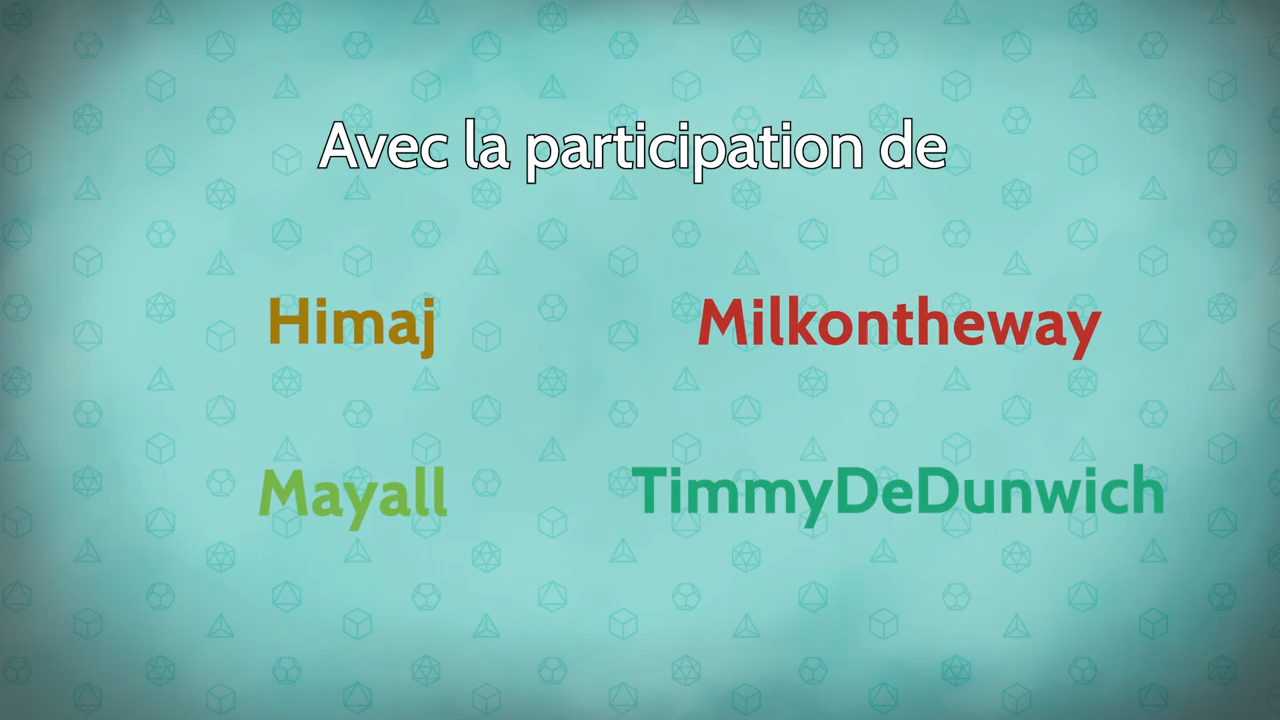 Avec la participation de
Himaj
Milkontheway
Mayall
TimmyDeDunwich